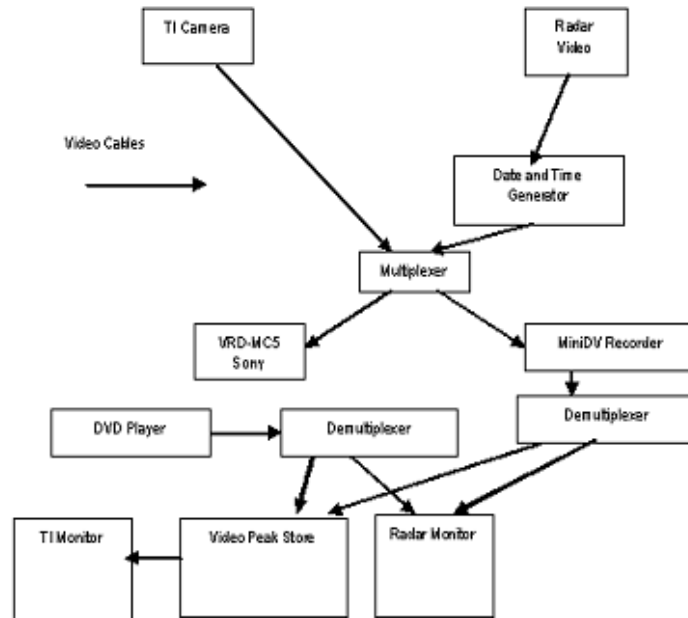 TI Camera
Radar
Video
Video Cables
Date and Time
Generator
Multiplexer
VRD-MC5
Sony
MiniDV Recorder
DVD Player
Demultiplexer
Demultiplexer
TI Monitor
Video Peak Store
Radar Monitor